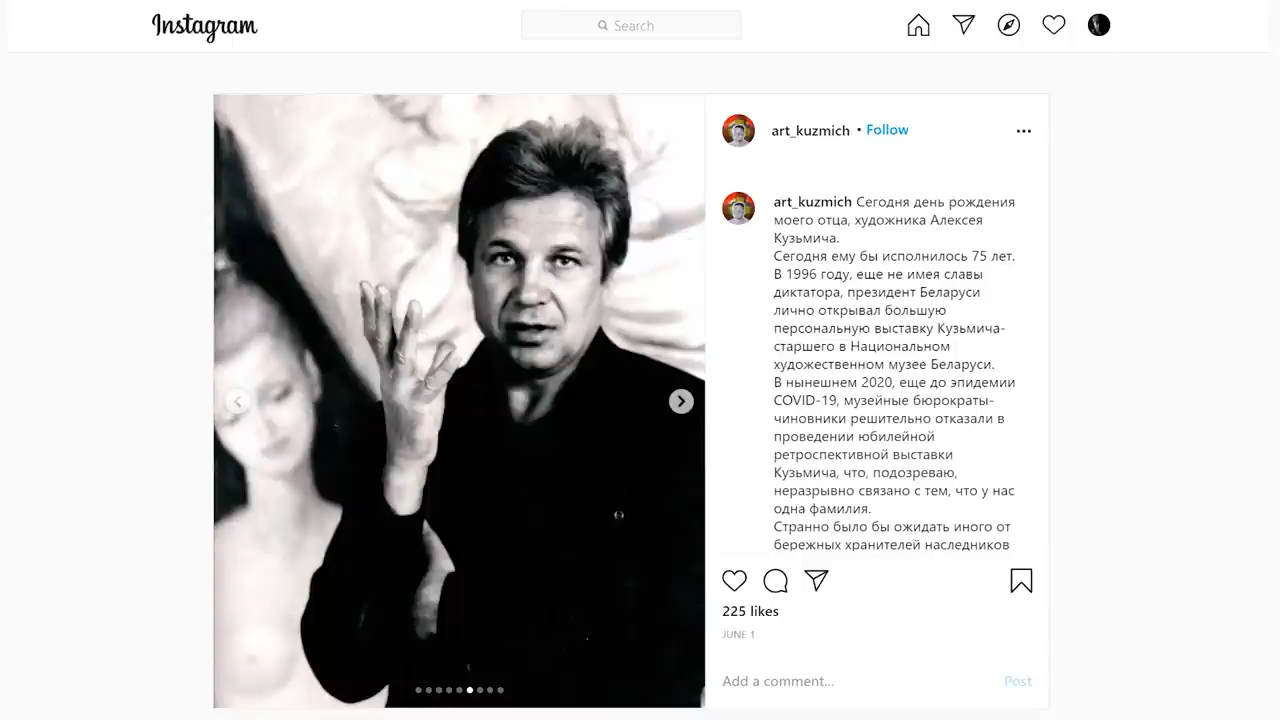 Instagram
Search
art_kuzmich • Follow
art_kuzmich Сегодня день рождения
моего отца, художника Алексея
Кузьмича.
Сегодня ему бы исполнилось 75 лет.
В 1996 году, еще не имея славы
диктатора, президент Беларуси
лично открывал большую
персональную выставку Кузьмича-
старшего в Национальном
художественном музее Беларуси.
В нынешнем 2020, еще до эпидемии
COVID-19, музейные бюрократы-
чиновники решительно отказали в
проведении юбилейной
ретроспективной выставки
Кузьмича, что, подозреваю,
неразрывно связано с тем, что у нас
одна фамилия.
Странно было бы ожидать иного от
бережных хранителей наследников
225 likes
JUNE 1
Add a comment...
Post